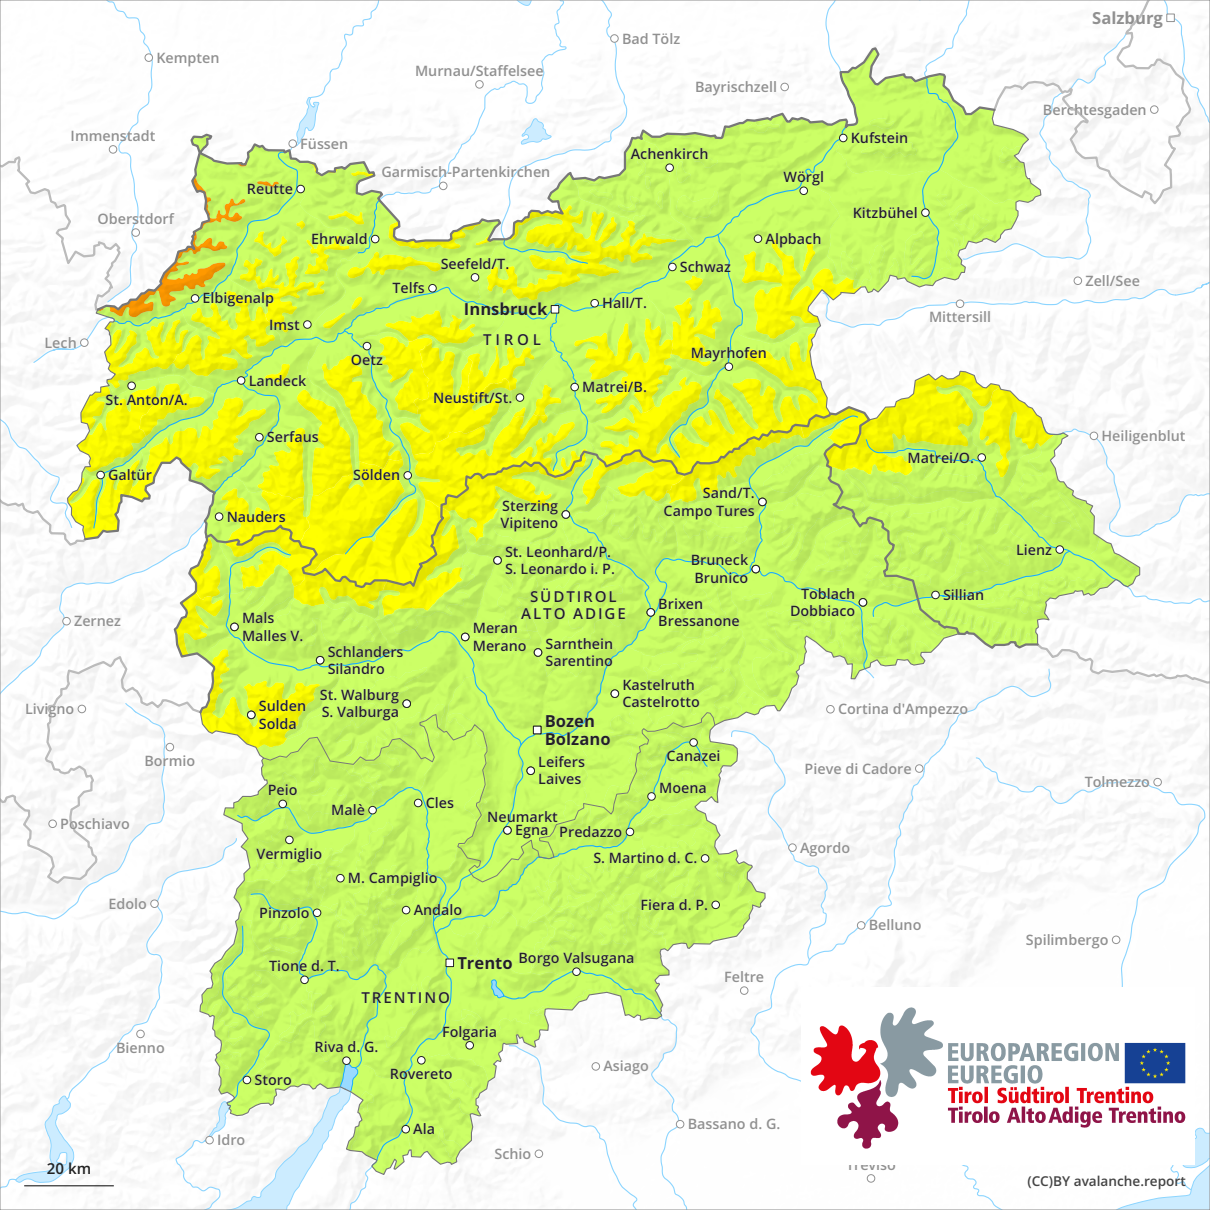 Salzburg
Bad Tölz
Kempten
Murnau/Staffelsee
Bayrischzell
Berchtesgaden
Immenstadt
Füssen
Kufstein
Achenkirch
Garmisch-Partenkirchen
Wörgl
Reutte
Oberstdorf
Kitzbühel
Ehrwald
Alpbach
Seefeld/T.
Schwaz
Zell/See
Telfs
Elbigenalp
Hall/T.
Innsbruck
Mittersill
Imst
TIROL
Lech
Oetz
Mayrhofen
Landeck
Matrei/B.
St. Anton/A.
Neustift/St.
Serfaus
Heiligenblut
Matrei/O.
Galtür
Sölden
Sand/T.
Campo Tures
Sterzing
Vipiteno
Nauders
St. Leonhard/P.
S. Leonardo i. P.
Lienz
Bruneck
Brunico
SÜDTIROL
ALTO ADIGE
Toblach
Dobbiaco
Sillian
Brixen
Bressanone
Zernez
Mals
Malles V.
Meran
Merano
Sarnthein
Sarentino
Schlanders
Silandro
Kastelruth
Castelrotto
St. Walburg
S. Valburga
Livigno
Sulden
Solda
Cortina d'Ampezzo
Bozen
Bolzano
Bormio
Canazei
Leifers
Laives
Pieve di Cadore
Tolmezzo
Peio
Moena
Malè
Cles
Neumarkt
Egna
Predazzo
Poschiavo
Vermiglio
S. Martino d. C.
Agordo
M. Campiglio
Edolo
Pinzolo
Andalo
Fiera d. P.
Belluno
Spilimbergo
Trento
Borgo Valsugana
Tione d. T.
Feltre
TRENTINO
Folgaria
Bienno
Riva d. G.
Rovereto
Asiago
Storo
EUROPAREGION
EUREGIO
Tirol Südtirol Trentino
Tirolo Alto Adige Trentino
Ala
Bassano d. G.
Idro
Schio
Treviso
20 km
(CC)BY avalanche.report